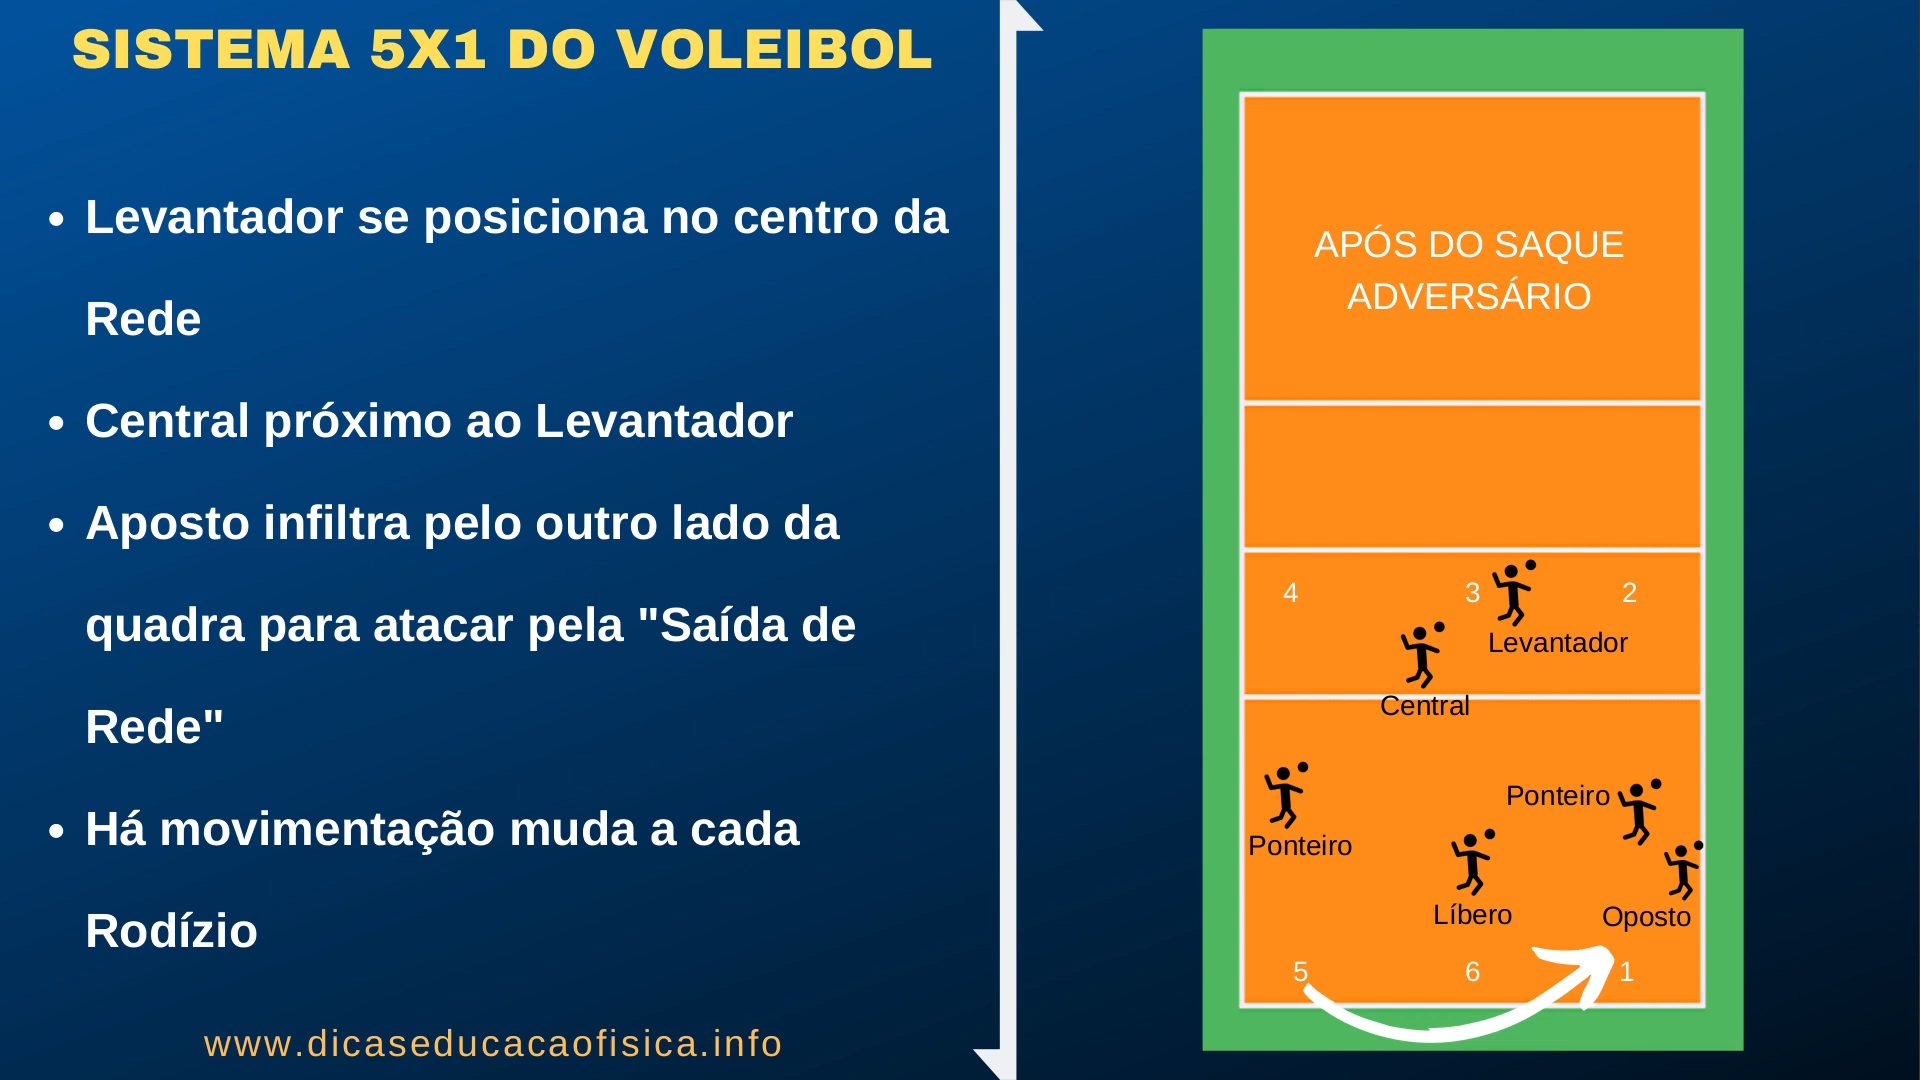 SISTEMA 5X1 DO VOLEIBOL
• Levantador se posiciona no centro da
Rede
• Central próximo ao Levantador
• Aposto infiltra pelo outro lado da
quadra para atacar pela "Saída de
Rede"
• Há movimentação muda a cada
Rodízio
www.dicaseducacaofisica.info
APÓS DO SAQUE
ADVERSÁRIO
4 3 2
Levantador
Central
Ponteiro
Ponteiro
Líbero
Oposto
5 6 1